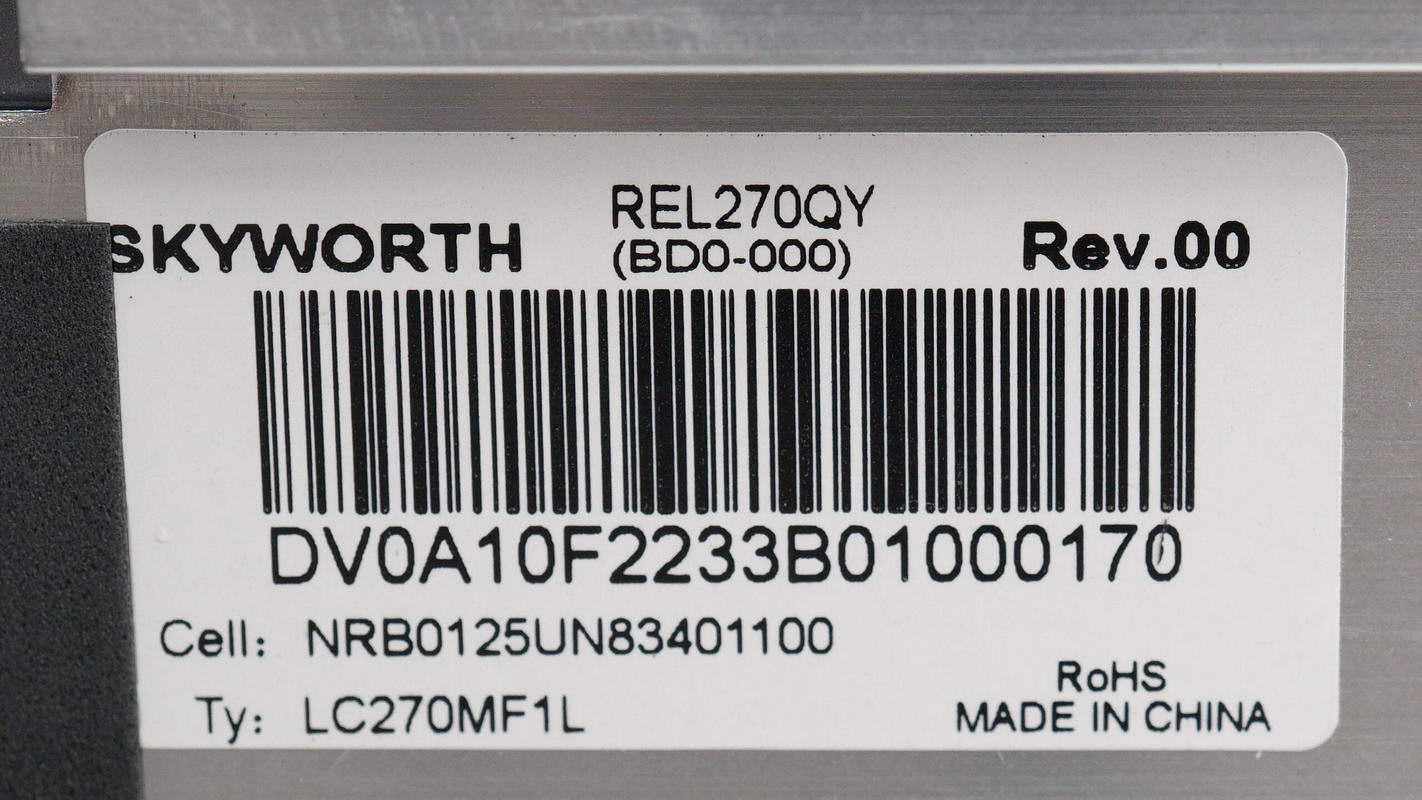 SKYWORTH
REL270QY
(BD0-000)
Rev.00
DV0A10F2233B01000170
Cell: NRB0125UN83401100
Ty: LC270MF1L
RoHS
MADE IN CHINA